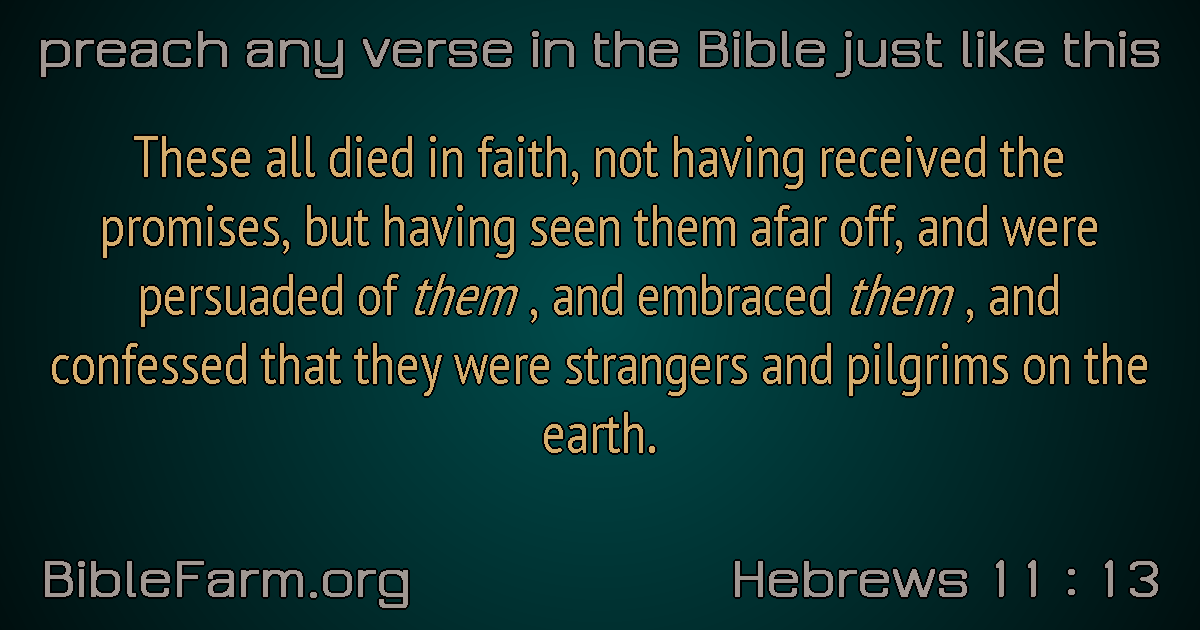 preach any verse in the Bible just like this
These all died in faith, not having received the
promises, but having seen them afar off, and were
persuaded of them , and embraced them , and
confessed that they were strangers and pilgrims on the
earth.
BibleFarm.org
Hebrews 11 : 13